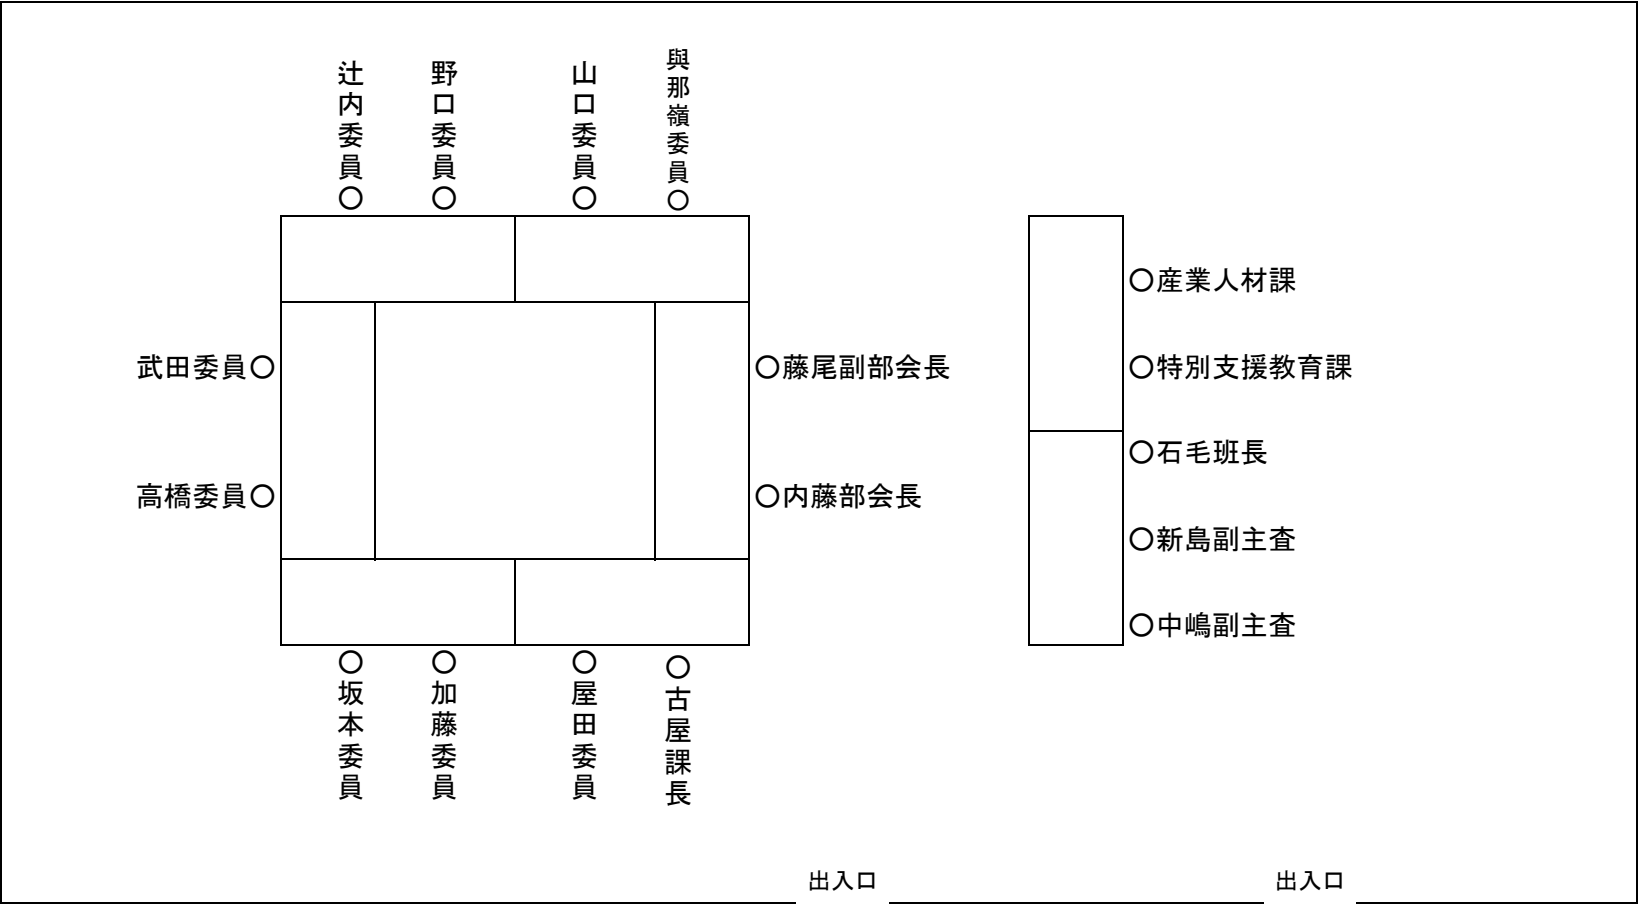 辻内委員○
野口委員○
山口委員○
與那嶺委員○
武田委員○
高橋委員○
○藤尾副部会長
○内藤部会長
○坂本委員
○加藤委員
○屋田委員
○古屋課長
○産業人材課
○特別支援教育課
○石毛班長
○新島副主査
○中嶋副主査
出入口
出入口